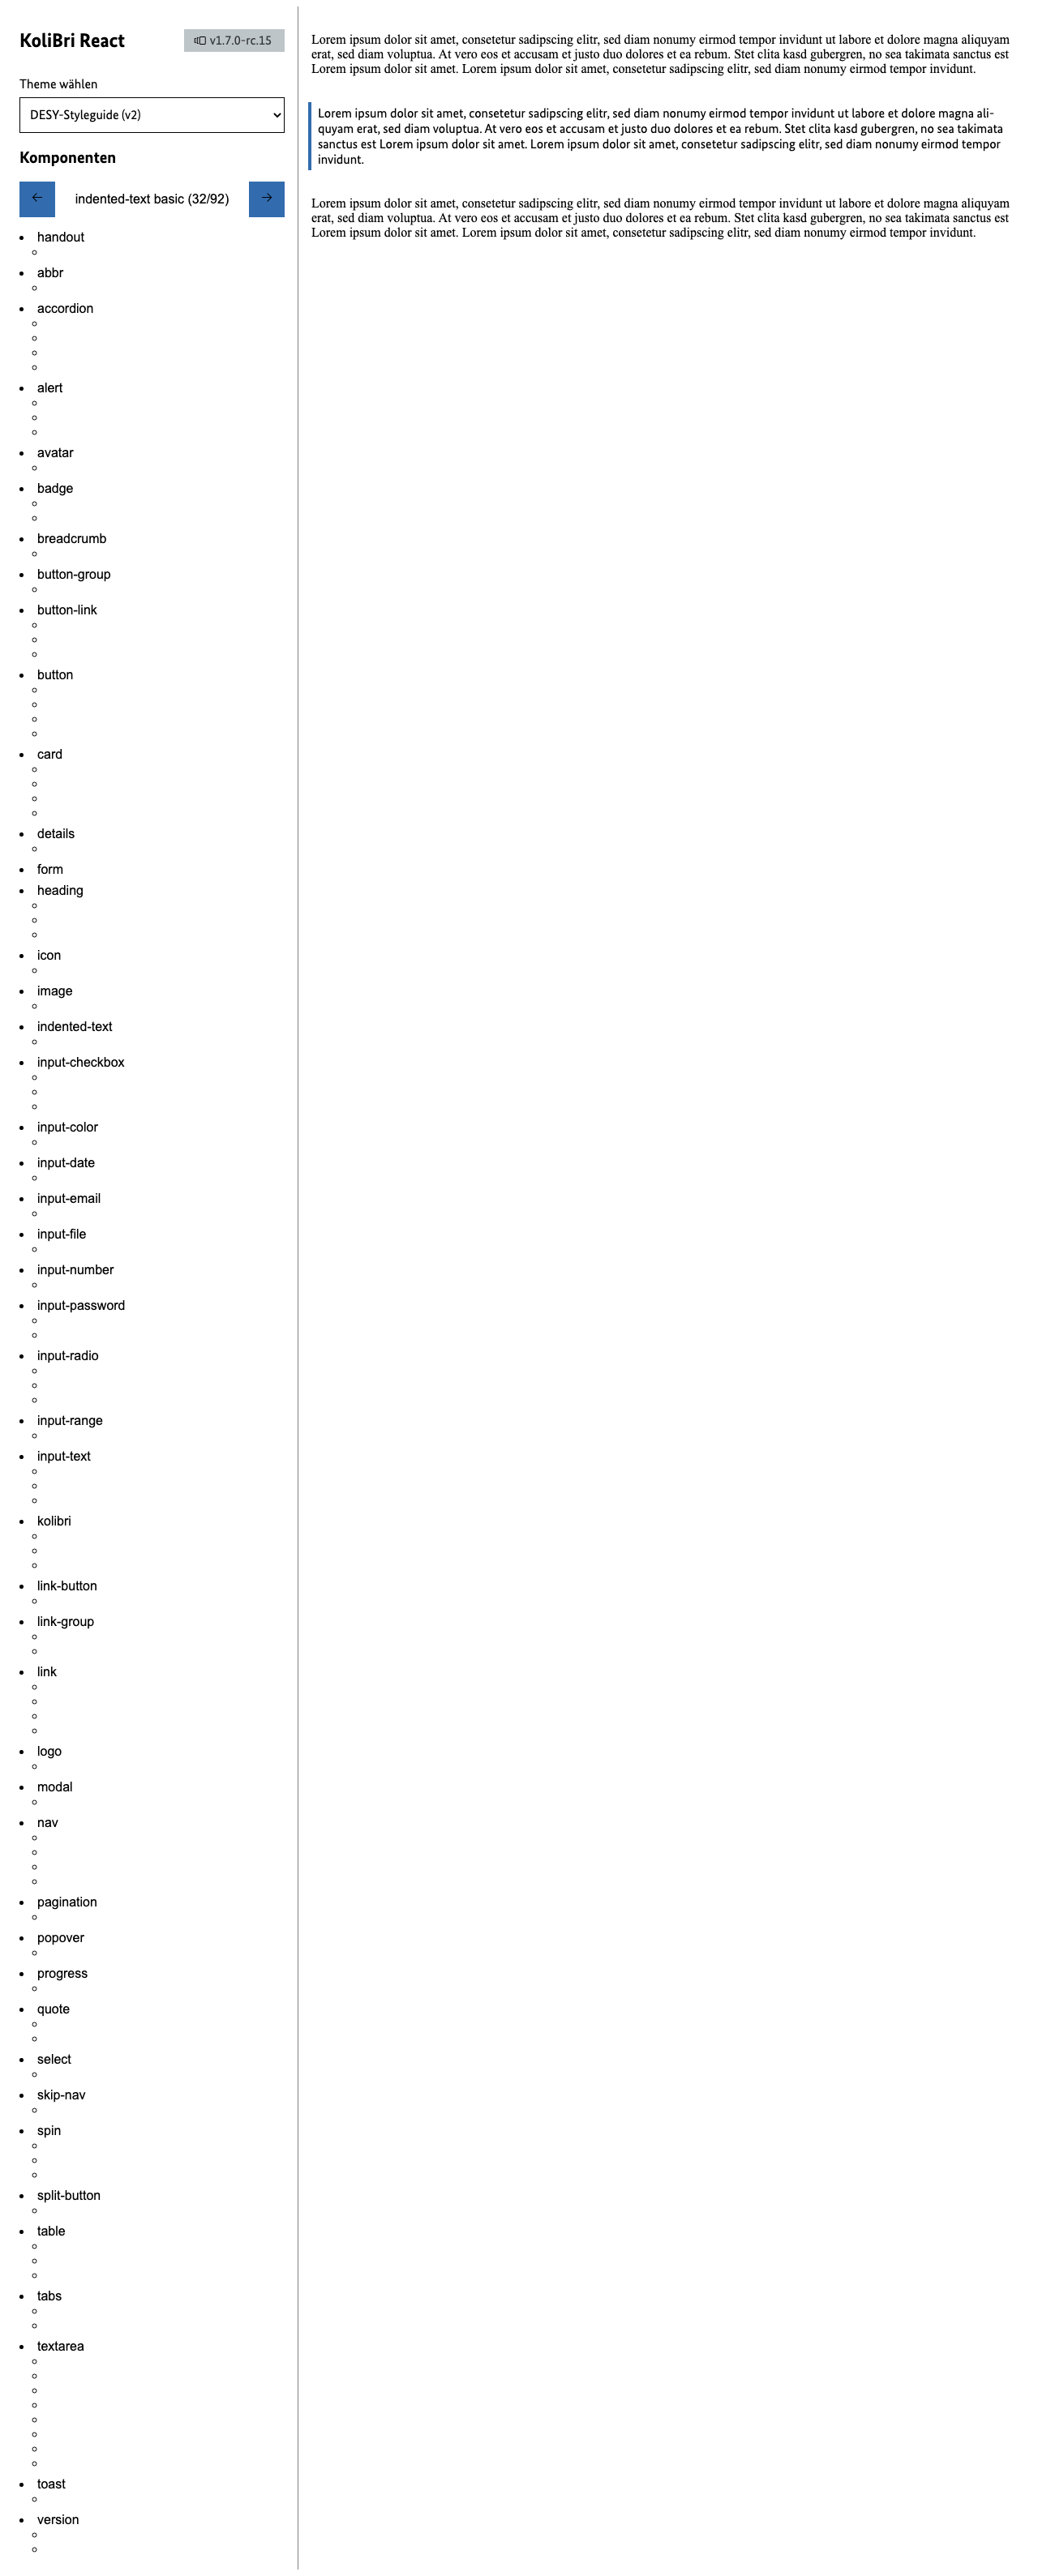 KoliBri React
v1.7.0-rc.15
Theme wählen
DESY-Styleguide (v2)
Komponenten
indented-text basic (32/92)
handout
abbr
accordion
alert
avatar
badge
breadcrumb
button-group
button-link
button
card
details
form
heading
icon
image
indented-text
input-checkbox
input-color
input-date
input-email
input-file
input-number
input-password
input-radio
input-range
input-text
kolibri
link-button
link-group
link
logo
modal
nav
pagination
popover
progress
quote
select
skip-nav
spin
split-button
table
tabs
textarea
toast
version
Lorem ipsum dolor sit amet, consetetur sadipscing elitr, sed diam nonumy eirmod tempor invidunt ut labore et dolore magna aliquyam
erat, sed diam voluptua. At vero eos et accusam et justo duo dolores et ea rebum. Stet clita kasd gubergren, no sea takimata sanctus est
Lorem ipsum dolor sit amet. Lorem ipsum dolor sit amet, consetetur sadipscing elitr, sed diam nonumy eirmod tempor invidunt.
Lorem ipsum dolor sit amet, consetetur sadipscing elitr, sed diam nonumy eirmod tempor invidunt ut labore et dolore magna ali-
quyam erat, sed diam voluptua. At vero eos et accusam et justo duo dolores et ea rebum. Stet clita kasd gubergren, no sea takimata
sanctus est Lorem ipsum dolor sit amet. Lorem ipsum dolor sit amet, consetetur sadipscing elitr, sed diam nonumy eirmod tempor
invidunt.
Lorem ipsum dolor sit amet, consetetur sadipscing elitr, sed diam nonumy eirmod tempor invidunt ut labore et dolore magna aliquyam
erat, sed diam voluptua. At vero eos et accusam et justo duo dolores et ea rebum. Stet clita kasd gubergren, no sea takimata sanctus est
Lorem ipsum dolor sit amet. Lorem ipsum dolor sit amet, consetetur sadipscing elitr, sed diam nonumy eirmod tempor invidunt.